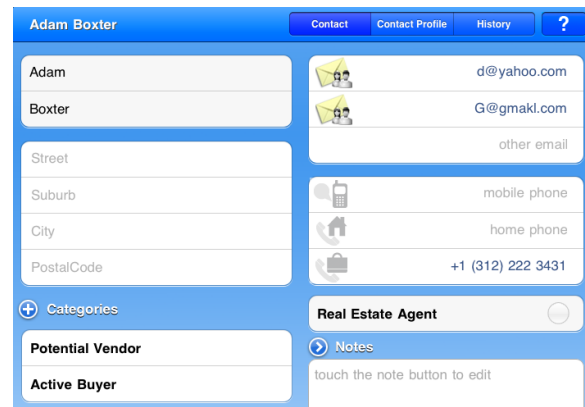 Adam Boxter
Contact
Contact Profile
History
?
Adam
Boxter
Street
Suburb
City
PostalCode
Categories
Potential Vendor
Active Buyer
d@yahoo.com
G@gmakl.com
other email
mobile phone
home phone
+1 (312) 222 3431
Real Estate Agent
Notes
touch the note button to edit